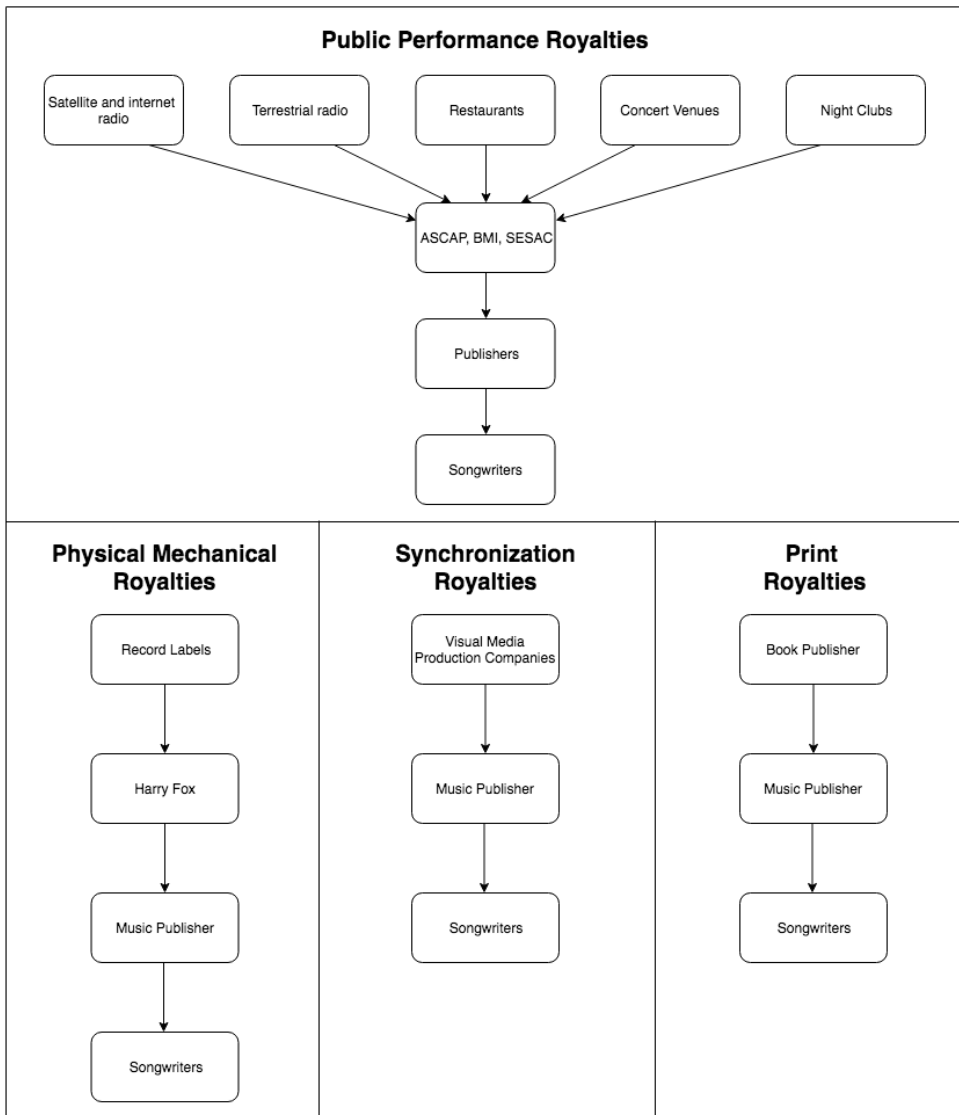 Public Performance Royalties
Satellite and internet
radio
Terrestrial radio
Restaurants
Concert Venues
Night Clubs
ASCAP, BMI, SESAC
Publishers
Songwriters
Physical Mechanical
Royalties
Record Labels
Harry Fox
Music Publisher
Songwriters
Synchronization
Royalties
Visual Media
Production Companies
Music Publisher
Songwriters
Print
Royalties
Book Publisher
Music Publisher
Songwriters